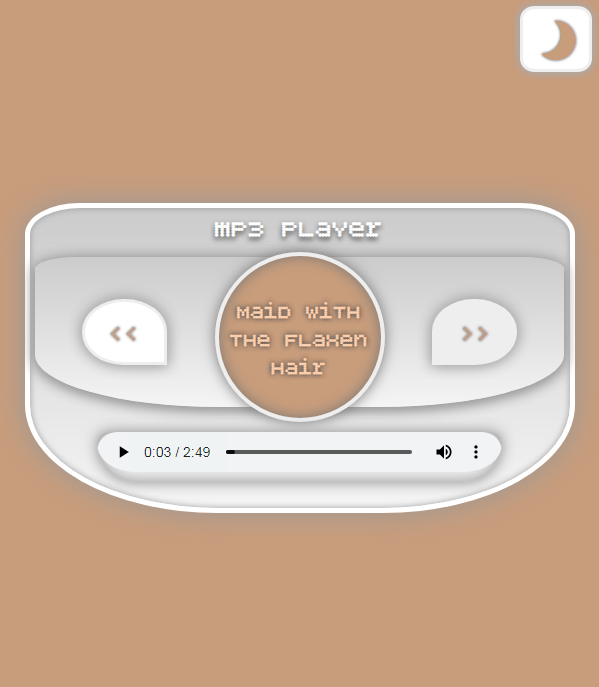 MP3 Player
Maid with
the Flaxen
Hair
<< >>
0:03 / 2:49